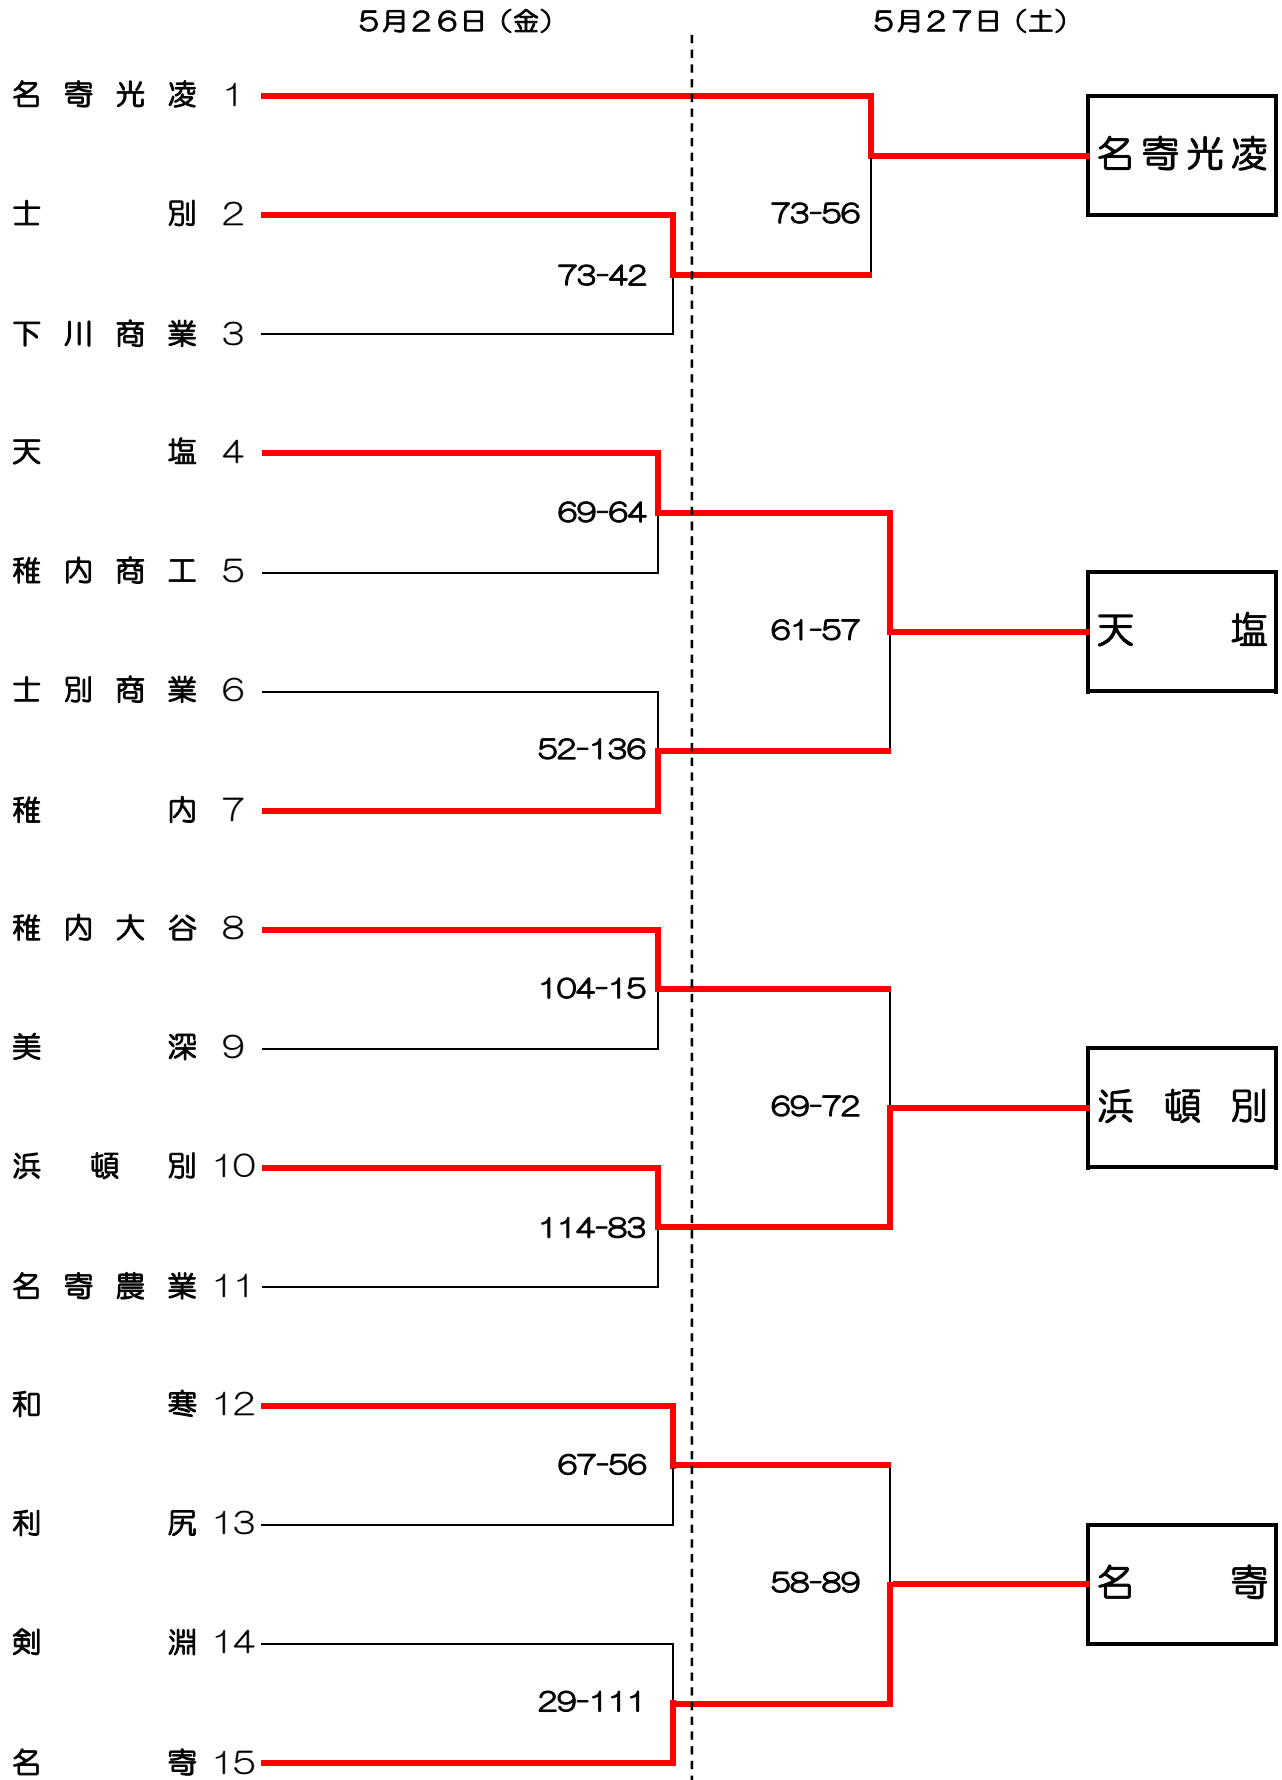 5月26日（金）
5月27日（土）
名寄光凌 1
名寄光凌
士別 2
73-56
73-42
下川商業 3
天塩 4
69-64
稚内商工 5
61-57
天塩
士別商業 6
52-136
稚内 7
稚内大谷 8
104-15
美深 9
69-72
浜頓別
浜頓別 10
114-83
名寄農業 11
和寒 12
67-56
利尻 13
58-89
名寄
剣淵 14
29-111
名寄 15